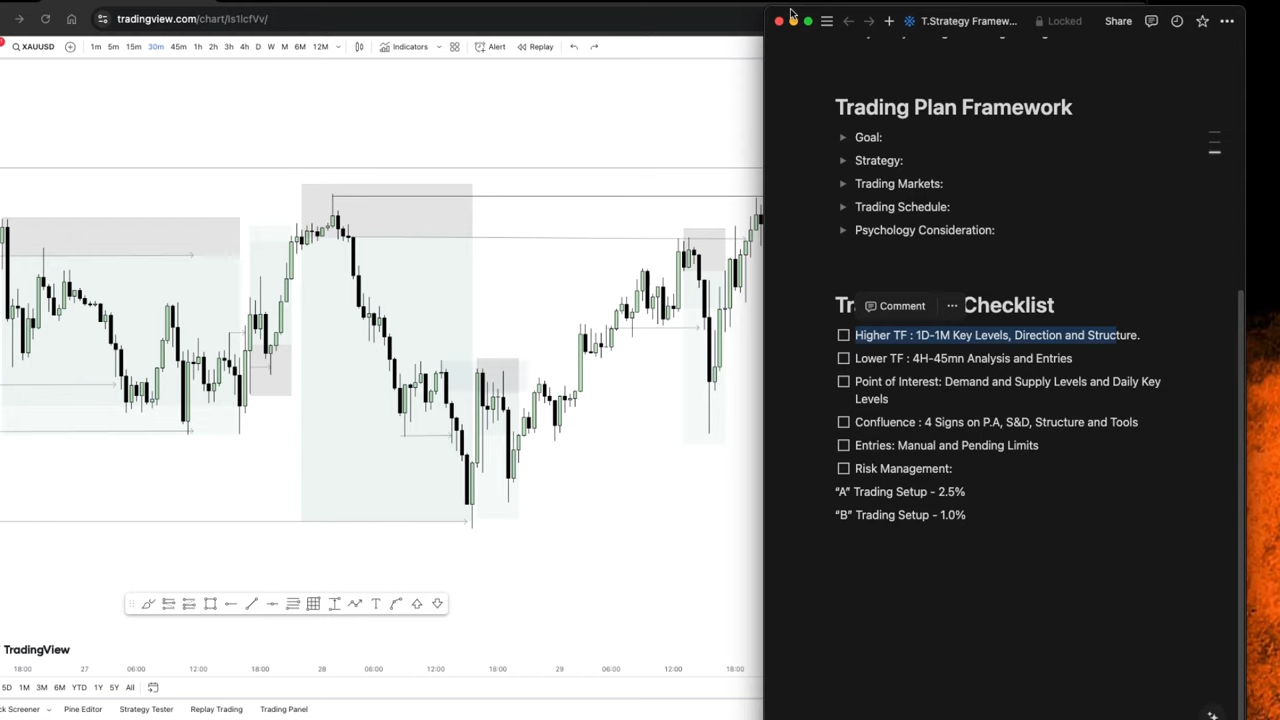 tradingview.com/chart/Is1lcfVv/
T.Strategy Framew...
Locked
Share
XAUUSD
1m 5m 15m 30m 45m 1h 2h 3h 4h D W M 3M 6M 12M
Indicators
Alert
Replay
Trading Plan Framework
Goal:
Strategy:
Trading Markets:
Trading Schedule:
Psychology Consideration:
Comment
Checklist
Higher TF : 1D-1M Key Levels, Direction and Structure.
Lower TF : 4H-45mn Analysis and Entries
Point of Interest: Demand and Supply Levels and Daily Key
Levels
Confluence : 4 Signs on P.A, S&D, Structure and Tools
Entries: Manual and Pending Limits
Risk Management:
“A” Trading Setup - 2.5%
“B” Trading Setup - 1.0%
TradingView
18:00 27 06:00 12:00 18:00 28 06:00 12:00 18:00 29 06:00 12:00 18:00
5D 1M 3M 6M YTD 1Y 5Y All
Screener
Pine Editor
Strategy Tester
Replay Trading
Trading Panel